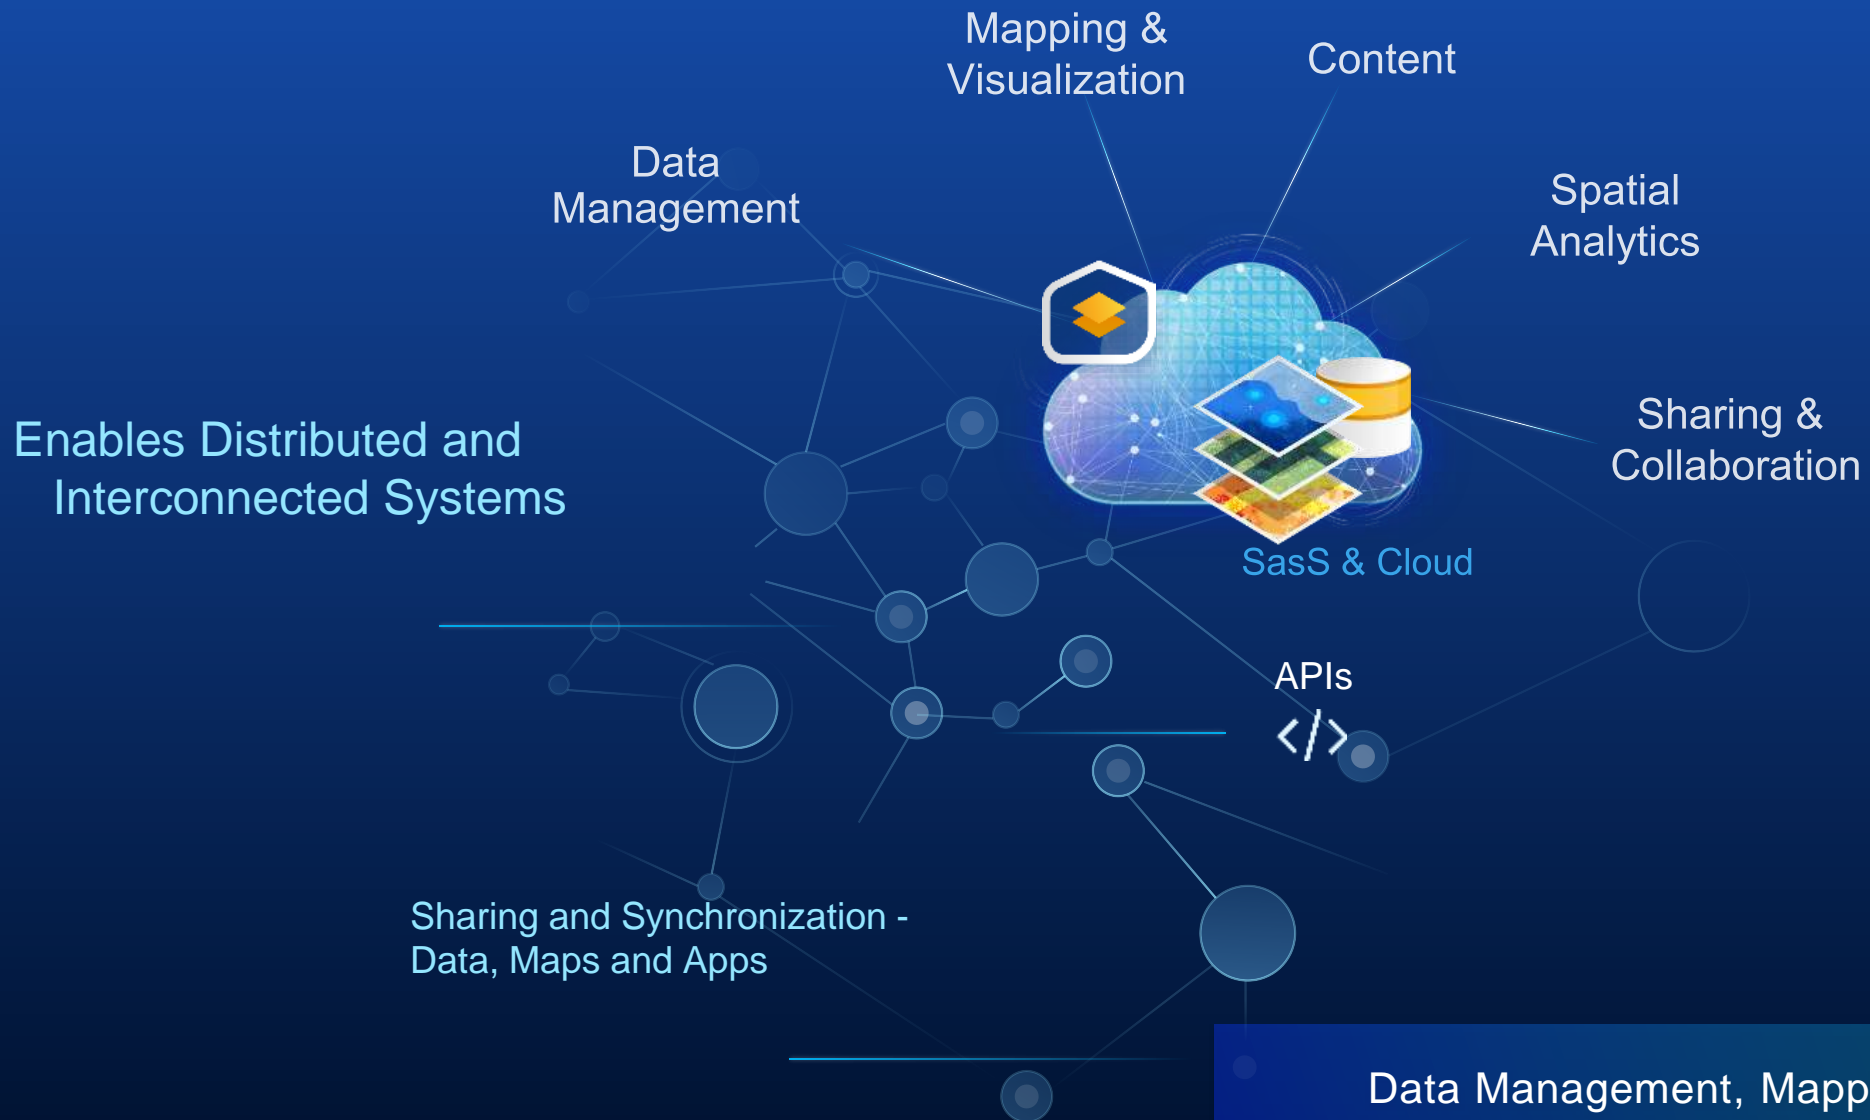 Mapping &
Visualization
Content
Data
Management
Spatial
Analytics
Enables Distributed and
Interconnected Systems
Sharing &
Collaboration
SasS & Cloud
APIs
</>
Sharing and Synchronization -
Data, Maps and Apps
Data Management, Mapp